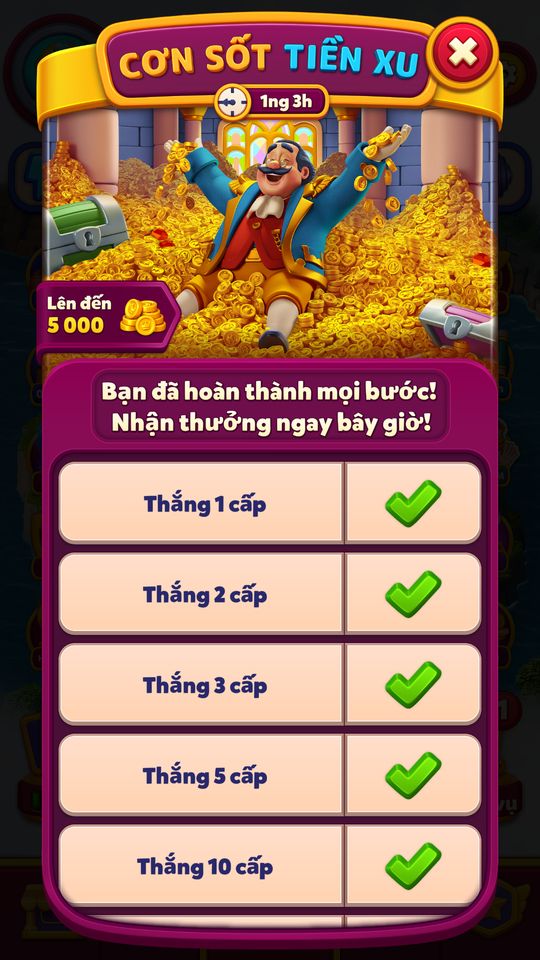 CƠN SỐT TIỀN XU
1ng 3h
Lên đến
5 000
Bạn đã hoàn thành mọi bước!
Nhận thưởng ngay bây giờ!
Thắng 1 cấp
Thắng 2 cấp
Thắng 3 cấp
Thắng 5 cấp
Thắng 10 cấp